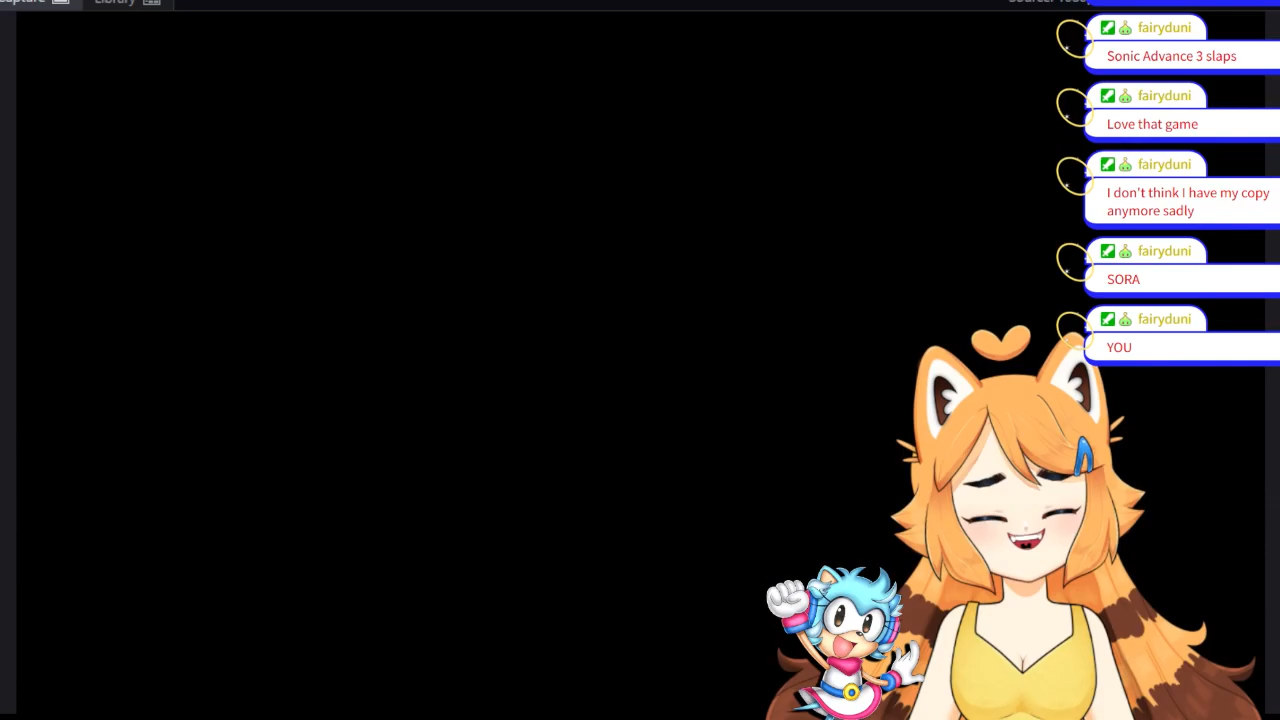 Library
fairyduni
Sonic Advance 3 slaps
fairyduni
Love that game
fairyduni
I don't think I have my copy
anymore sadly
fairyduni
SORA
fairyduni
YOU